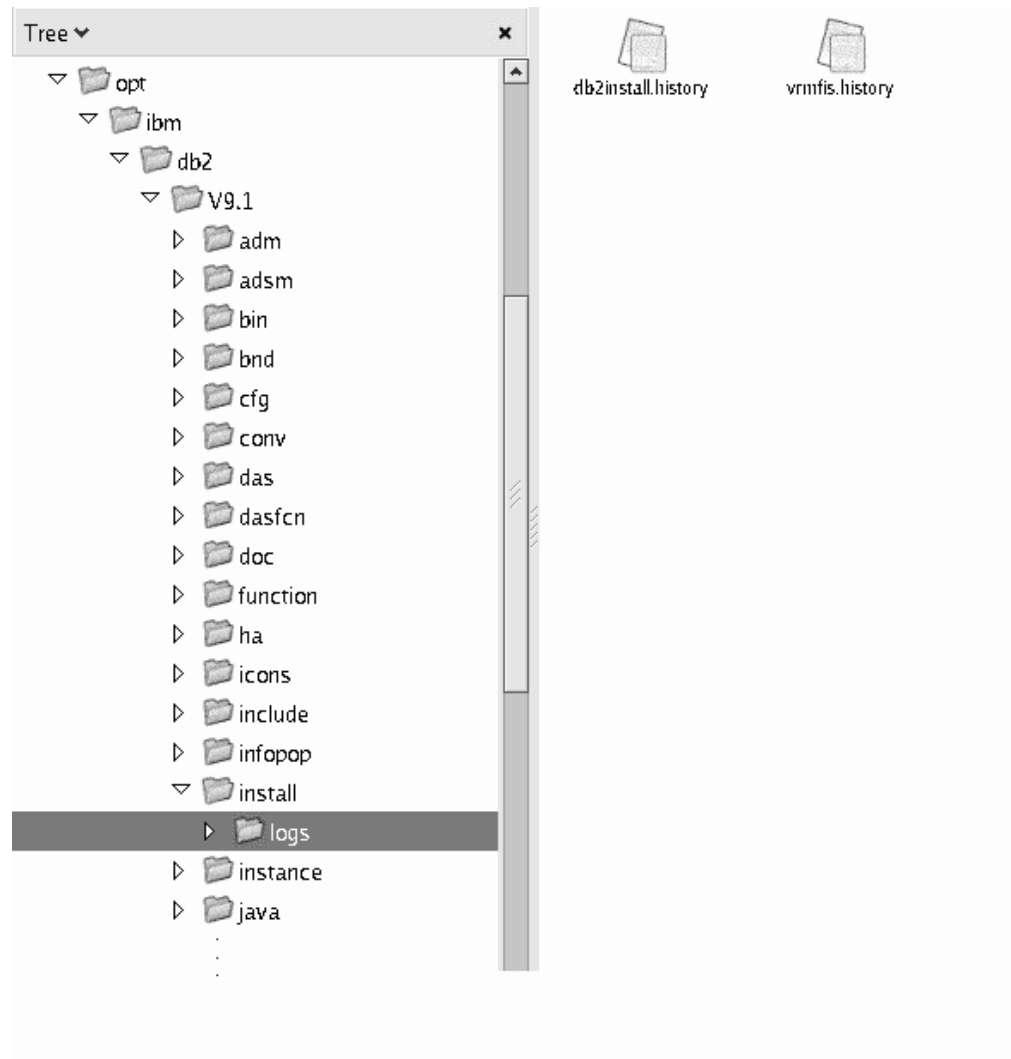 Tree
opt
ibm
db2
V9.1
adm
adsm
bin
bnd
cfg
conv
das
dasfcn
doc
function
ha
icons
include
infopop
install
logs
instance
java
db2install.history
vrmfis.history